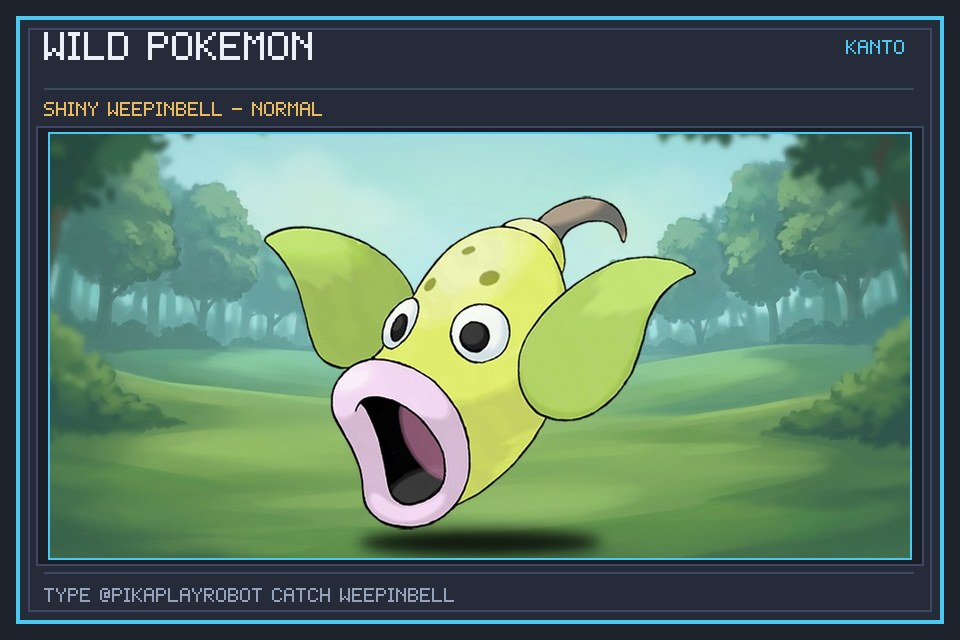 WILD POKEMON
KANTO
SHINY WEEPINBELL - NORMAL
TYPE @PIKAPLAYROBOT CATCH WEEPINBELL